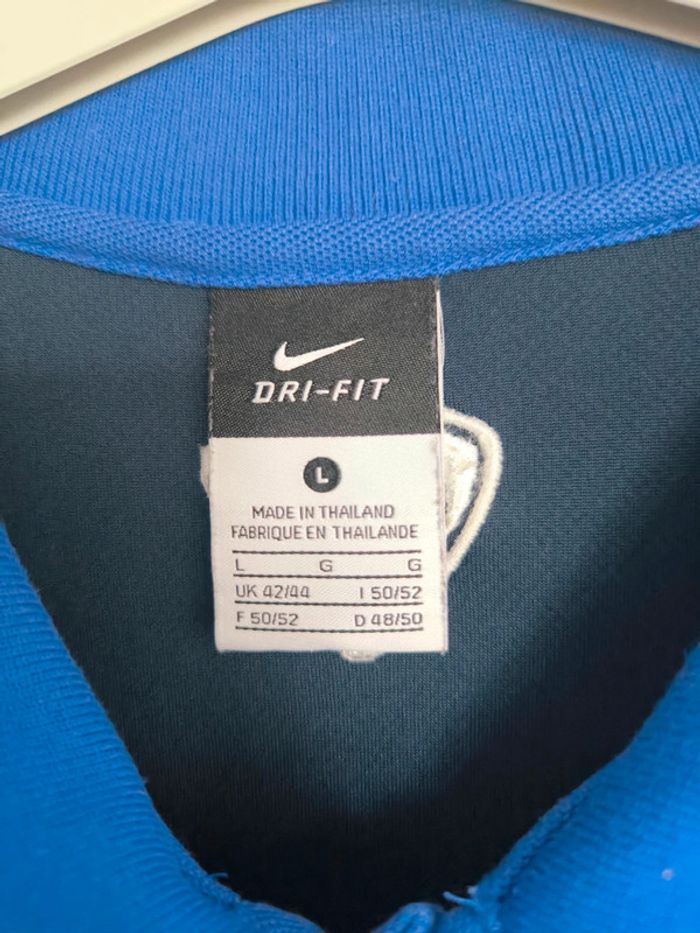 DRI-FIT
L
MADE IN THAILAND
FABRIQUE EN THAILANDE
L G G
UK 42/44 I 50/52
F 50/52 D 48/50